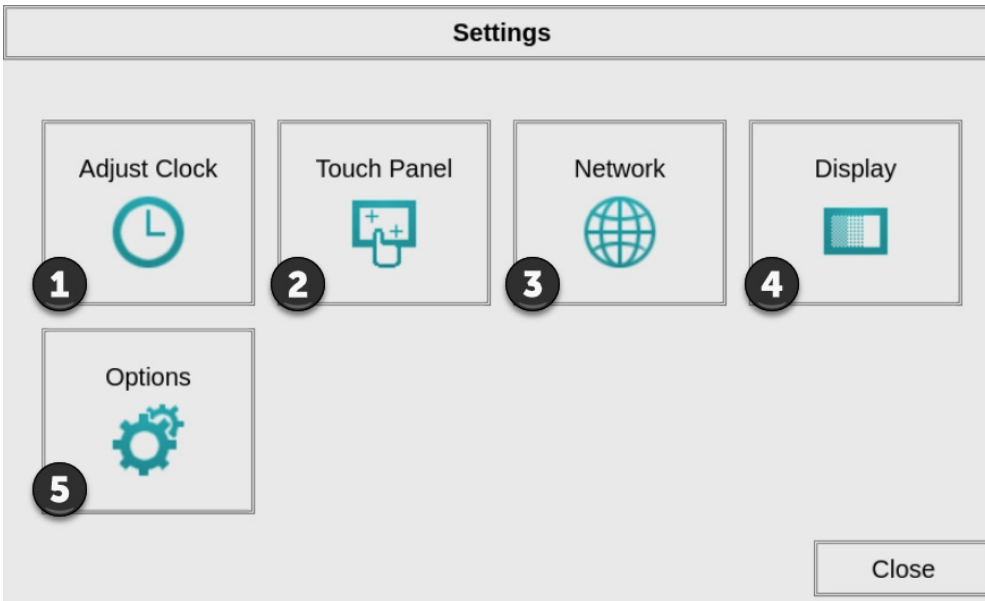 Settings
Adjust Clock
Touch Panel
Network
Display
1
2
3
4
Options
5
Close